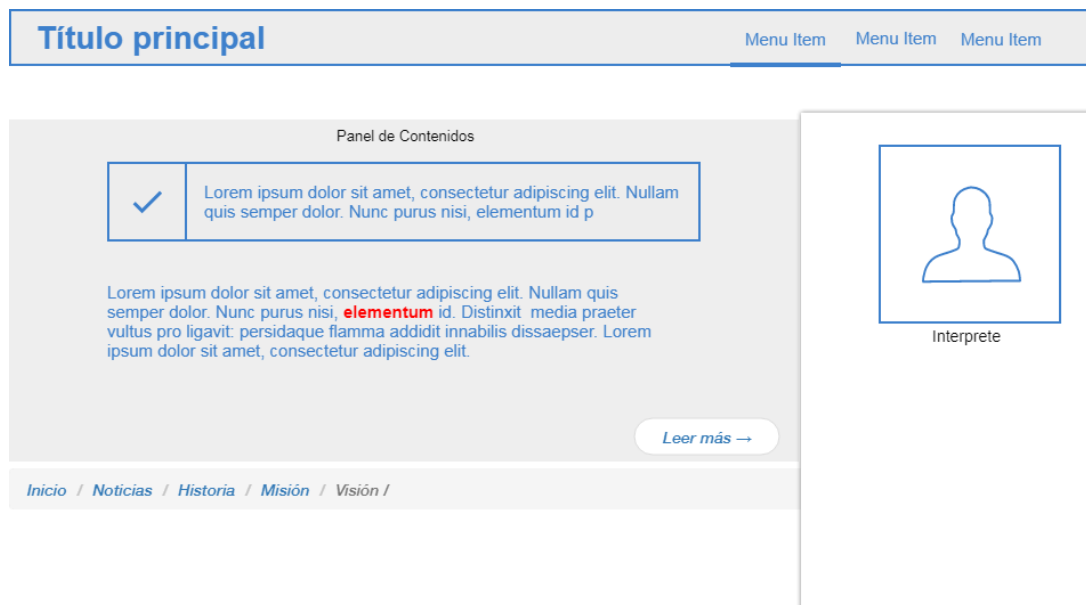 Título principal
Menu Item
Menu Item
Menu Item
Panel de Contenidos
Lorem ipsum dolor sit amet, consectetur adipiscing elit. Nullam
quis semper dolor. Nunc purus nisi, elementum id p
Lorem ipsum dolor sit amet, consectetur adipiscing elit. Nullam quis
semper dolor. Nunc purus nisi, elementum id. Distinxit media praeter
vultus pro ligavit: persidaque flamma addidit innabilis dissaepser. Lorem
ipsum dolor sit amet, consectetur adipiscing elit.
Leer más →
Inicio / Noticias / Historia / Misión / Visión /
Interprete